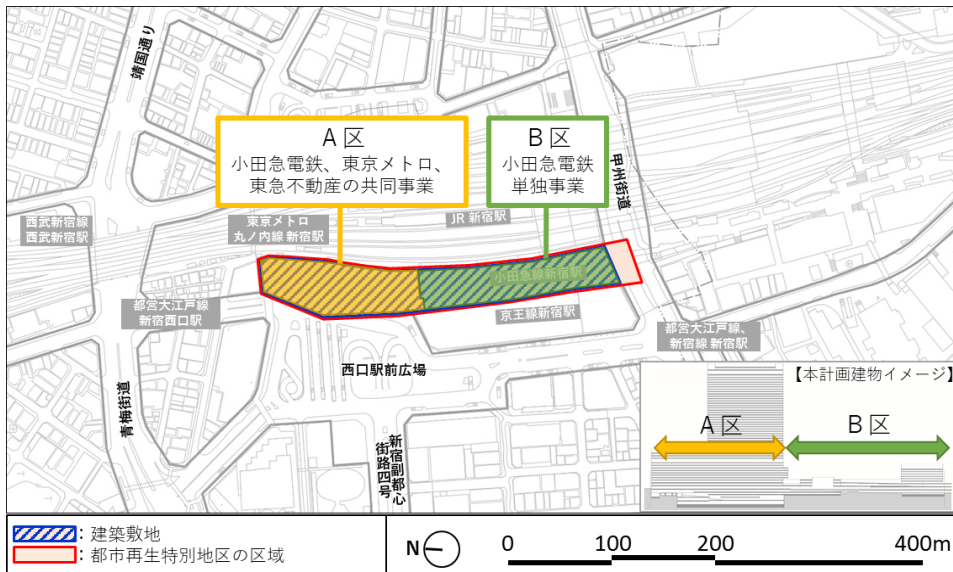 靖国通り
A区
小田急電鉄、東京メトロ、
東急不動産の共同事業
B区
小田急電鉄
単独事業
甲州街道
西武新宿線
西武新宿駅
東京メトロ
丸ノ内線 新宿駅
JR 新宿駅
小田急線新宿駅
都営大江戸線
新宿西口駅
京王線新宿駅
都営大江戸線、
新宿線 新宿駅
西口駅前広場
青梅街道
新宿副都心
街路四号
【本計画建物イメージ】
A区
B区
：建築敷地
：都市再生特別地区の区域
N
0
100
200
400m